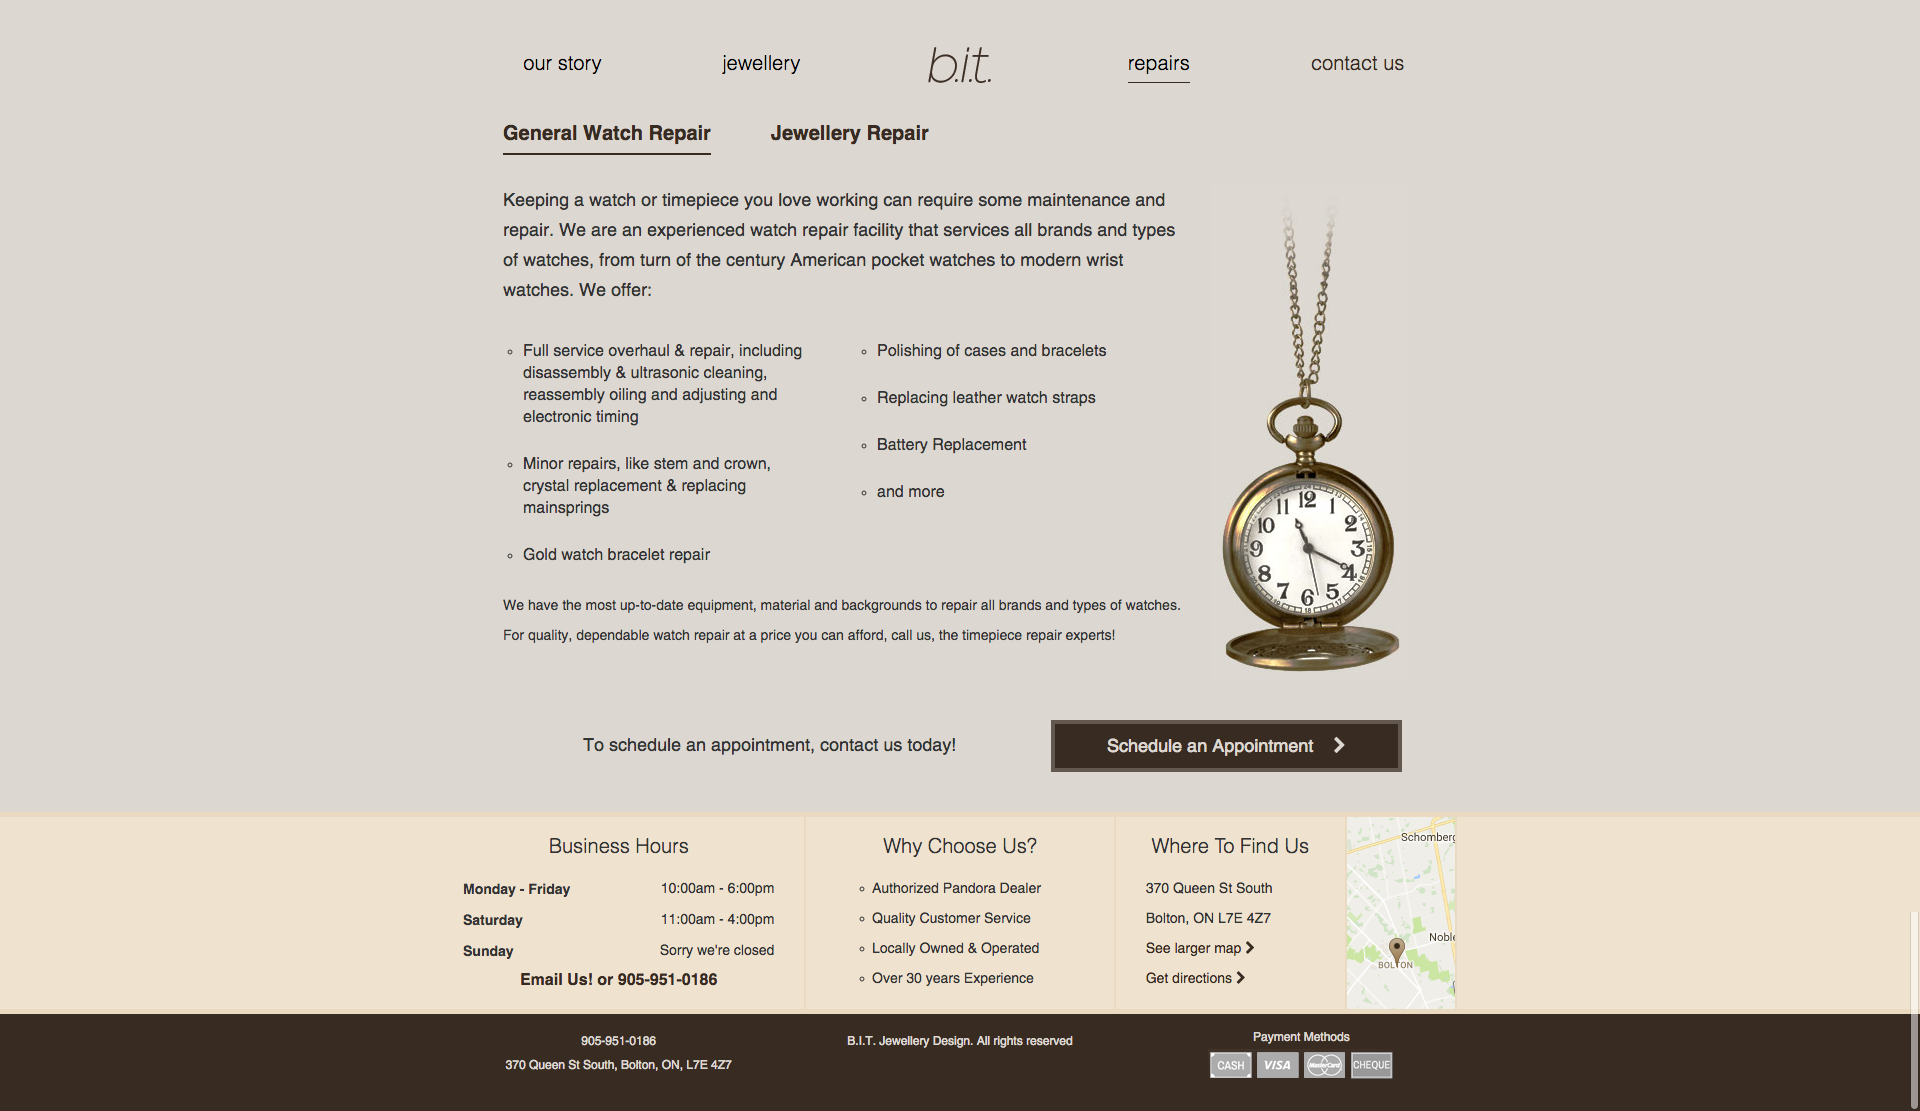 our story
jewellery
b.i.t.
repairs
contact us
General Watch Repair
Jewellery Repair
Keeping a watch or timepiece you love working can require some maintenance and
repair. We are an experienced watch repair facility that services all brands and types
of watches, from turn of the century American pocket watches to modern wrist
watches. We offer:
Full service overhaul & repair, including
disassembly & ultrasonic cleaning,
reassembly oiling and adjusting and
electronic timing
Minor repairs, like stem and crown,
crystal replacement & replacing
mainsprings
Gold watch bracelet repair
Polishing of cases and bracelets
Replacing leather watch straps
Battery Replacement
and more
12
1
2
3
4
5
6
7
8
9
10
11
We have the most up-to-date equipment, material and backgrounds to repair all brands and types of watches.
For quality, dependable watch repair at a price you can afford, call us, the timepiece repair experts!
To schedule an appointment, contact us today!
Schedule an Appointment
Business Hours
Monday - Friday 10:00am - 6:00pm
Saturday 11:00am - 4:00pm
Sunday Sorry we're closed
Email Us! or 905-951-0186
Why Choose Us?
Authorized Pandora Dealer
Quality Customer Service
Locally Owned & Operated
Over 30 years Experience
Where To Find Us
370 Queen St South
Bolton, ON L7E 4Z7
See larger map
Get directions
Schomberg
Noble
BOLTON
905-951-0186
370 Queen St South, Bolton, ON, L7E 4Z7
B.I.T. Jewellery Design. All rights reserved
Payment Methods
CASH
VISA
MasterCard
CHEQUE